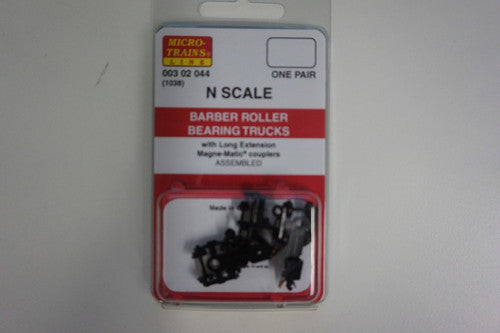 MICRO-
TRAINS®
LINE
003 02 044
(1038)
ONE PAIR
N SCALE
BARBER ROLLER
BEARING TRUCKS
with Long Extension
Magne-Matic® couplers
ASSEMBLED
Made in